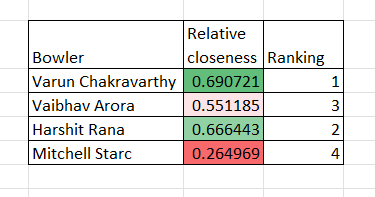 Relative
Bowler closeness Ranking
Varun Chakravarthy 0.690721 1
Vaibhav Arora 0.551185 3
Harshit Rana 0.666443 2
Mitchell Starc 0.264969 4